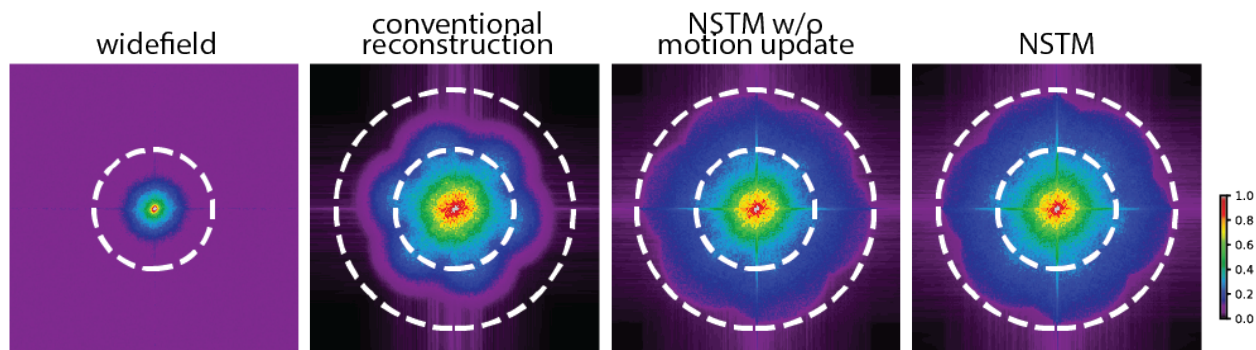 widefield
conventional
reconstruction
NSTM w/o
motion update
NSTM
1.0
0.8
0.6
0.4
0.2
0.0